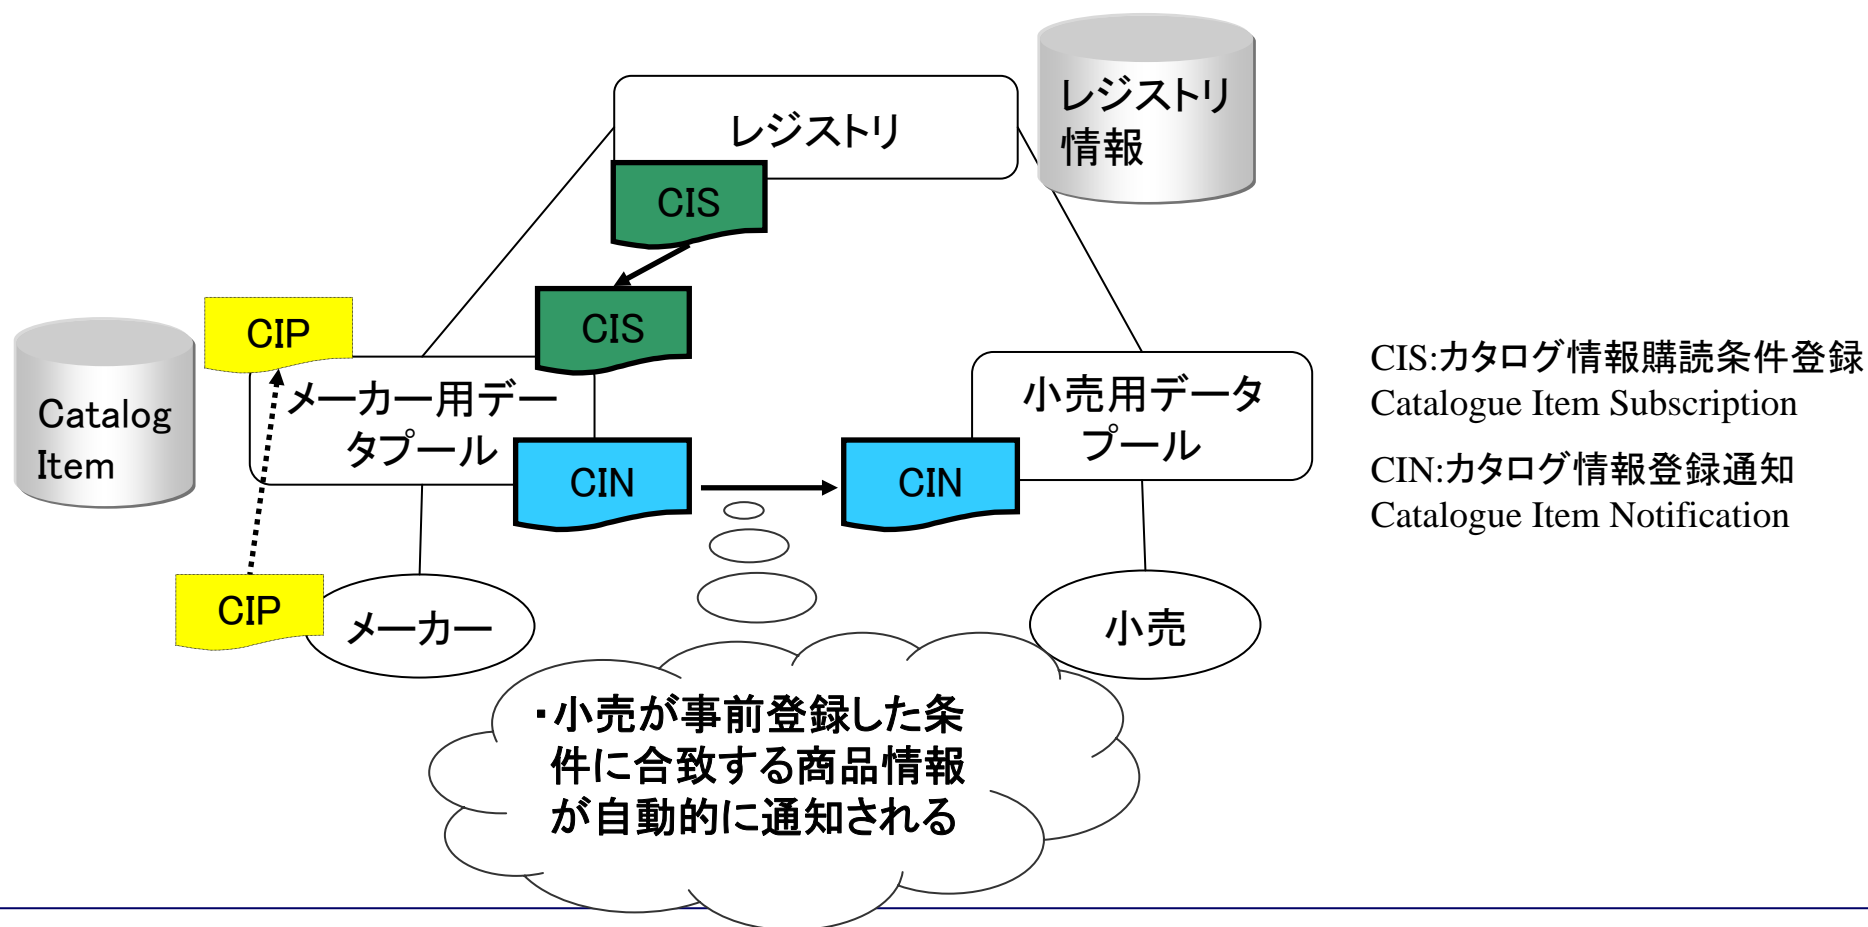 レジストリ
レジストリ
情報
CIS
CIS
CIP
Catalog
Item
メーカー用デー
タプール
小売用データ
プール
CIN
CIN
CIP
メーカー
小売
・小売が事前登録した条
件に合致する商品情報
が自動的に通知される
CIS:カタログ情報購読条件登録
Catalogue Item Subscription
CIN:カタログ情報登録通知
Catalogue Item Notification